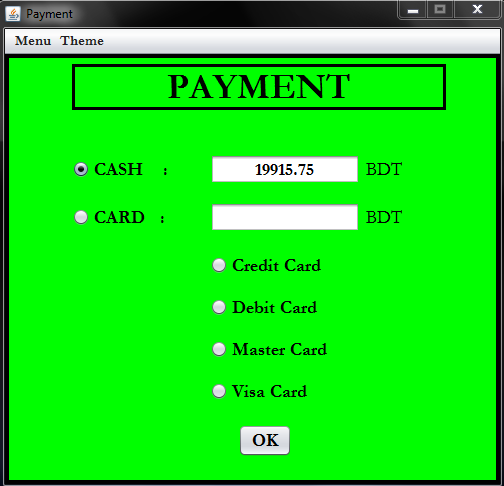 Payment
Menu Theme
PAYMENT
CASH : 19915.75 BDT
CARD : BDT
Credit Card
Debit Card
Master Card
Visa Card
OK